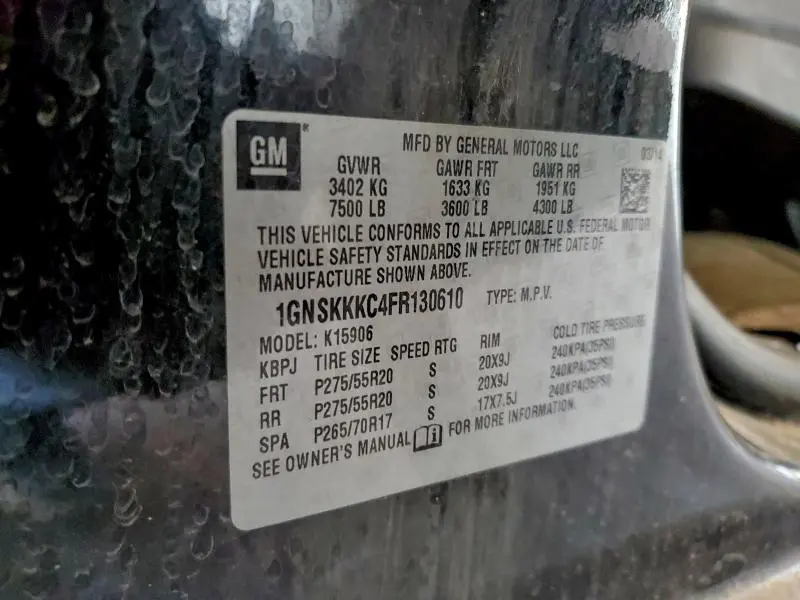 GM
MFD BY GENERAL MOTORS LLC 03/14
GVWR GAWR FRT GAWR RR
3402 KG 1633 KG 1951 KG
7500 LB 3600 LB 4300 LB
THIS VEHICLE CONFORMS TO ALL APPLICABLE U.S. FEDERAL MOTOR
VEHICLE SAFETY STANDARDS IN EFFECT ON THE DATE OF
MANUFACTURE SHOWN ABOVE.
1GNSKKKC4FR130610 TYPE: M.P.V.
MODEL: K15906
KBPJ TIRE SIZE SPEED RTG RIM COLD TIRE PRESSURE
FRT P275/55R20 S 20X9J 240KPA(35PSI)
RR P275/55R20 S 20X9J 240KPA(35PSI)
SPA P265/70R17 S 17X7.5J 240KPA(35PSI)
SEE OWNER'S MANUAL FOR MORE INFORMATION.